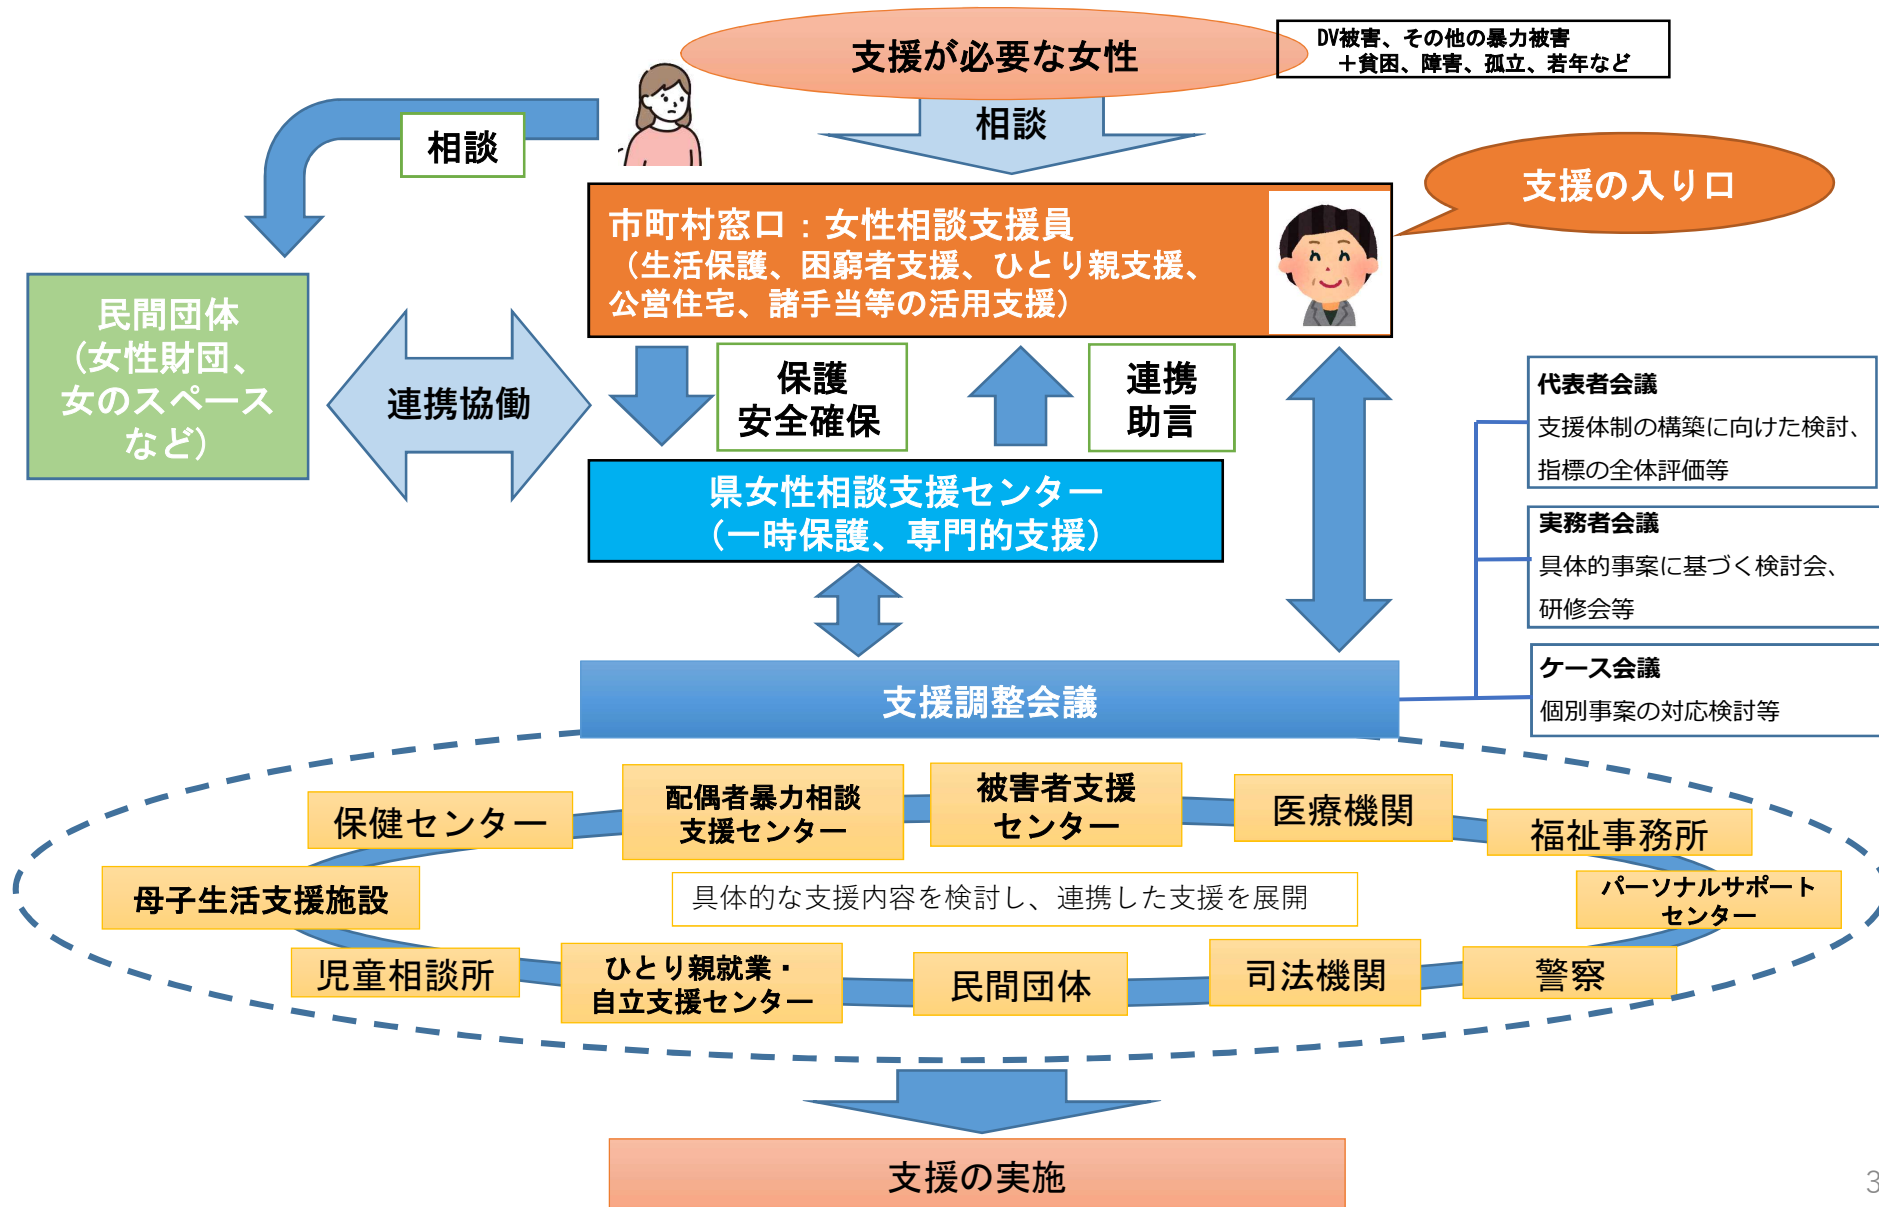 支援が必要な女性
DV被害、その他の暴力被害
＋貧困、障害、孤立、若年など
相談
相談
支援の入り口
市町村窓口：女性相談支援員
（生活保護、困窮者支援、ひとり親支援、
公営住宅、諸手当等の活用支援）
民間団体
（女性財団、
女のスペース
など）
連携協働
保護
安全確保
連携
助言
県女性相談支援センター
（一時保護、専門的支援）
代表者会議
支援体制の構築に向けた検討、
指標の全体評価等
実務者会議
具体的事案に基づく検討会、
研修会等
ケース会議
個別事案の対応検討等
支援調整会議
保健センター
配偶者暴力相談
支援センター
被害者支援
センター
医療機関
福祉事務所
母子生活支援施設
具体的な支援内容を検討し、連携した支援を展開
パーソナルサポート
センター
児童相談所
ひとり親就業・
自立支援センター
民間団体
司法機関
警察
支援の実施
3